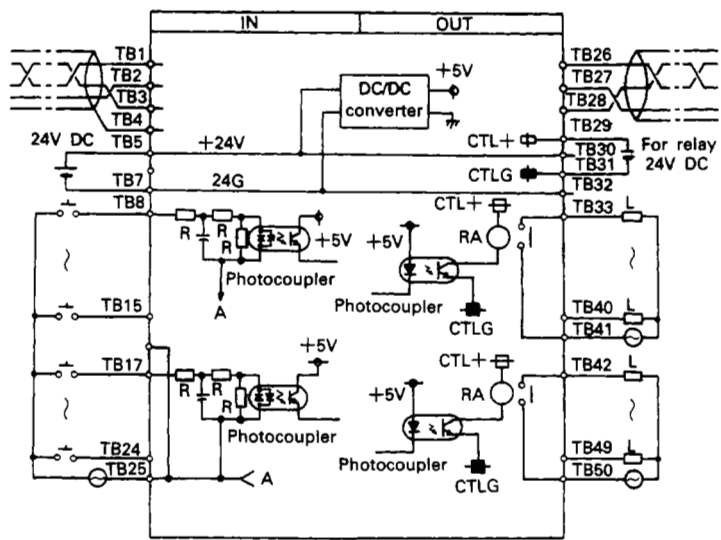 IN OUT
TB1
TB2
TB3
TB4
TB5
24V DC
+24V
TB7
24G
DC/DC
converter
+5V
TB26
TB27
TB28
TB29
CTL+
TB30
TB31
CTLG
TB32
For relay
24V DC
TB8
R R
R
+5V
Photocoupler
A
CTL+
+5V
RA
Photocoupler
CTLG
TB33 L
TB15
TB40 L
TB41
TB17
R R
R
+5V
Photocoupler
CTL+
+5V
RA
Photocoupler
CTLG
TB42 L
TB24
TB25
A
TB49 L
TB50